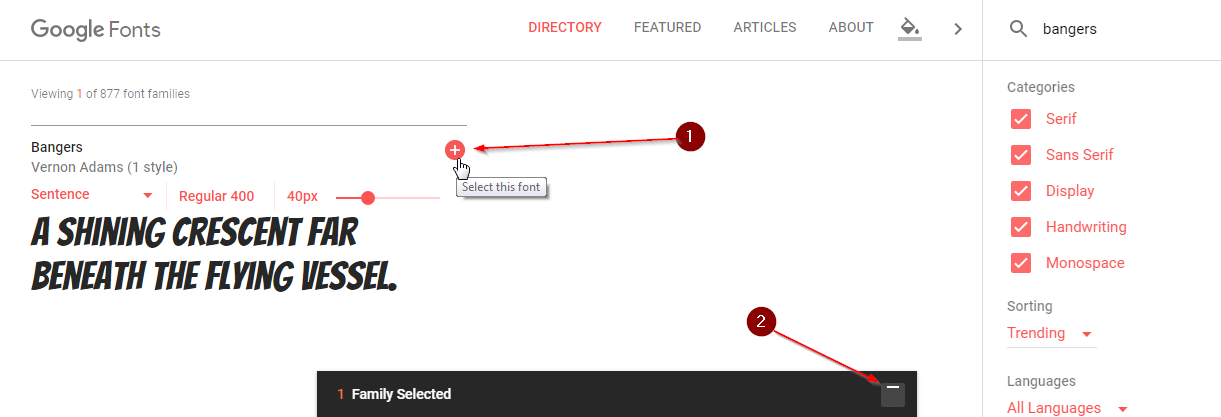 Google Fonts
DIRECTORY
FEATURED
ARTICLES
ABOUT
bangers
Viewing 1 of 877 font families
Bangers
Vernon Adams (1 style)
1
Select this font
Sentence
Regular 400
40px
A SHINING CRESCENT FAR
BENEATH THE FLYING VESSEL.
2
1 Family Selected
Categories
Serif
Sans Serif
Display
Handwriting
Monospace
Sorting
Trending
Languages
All Languages